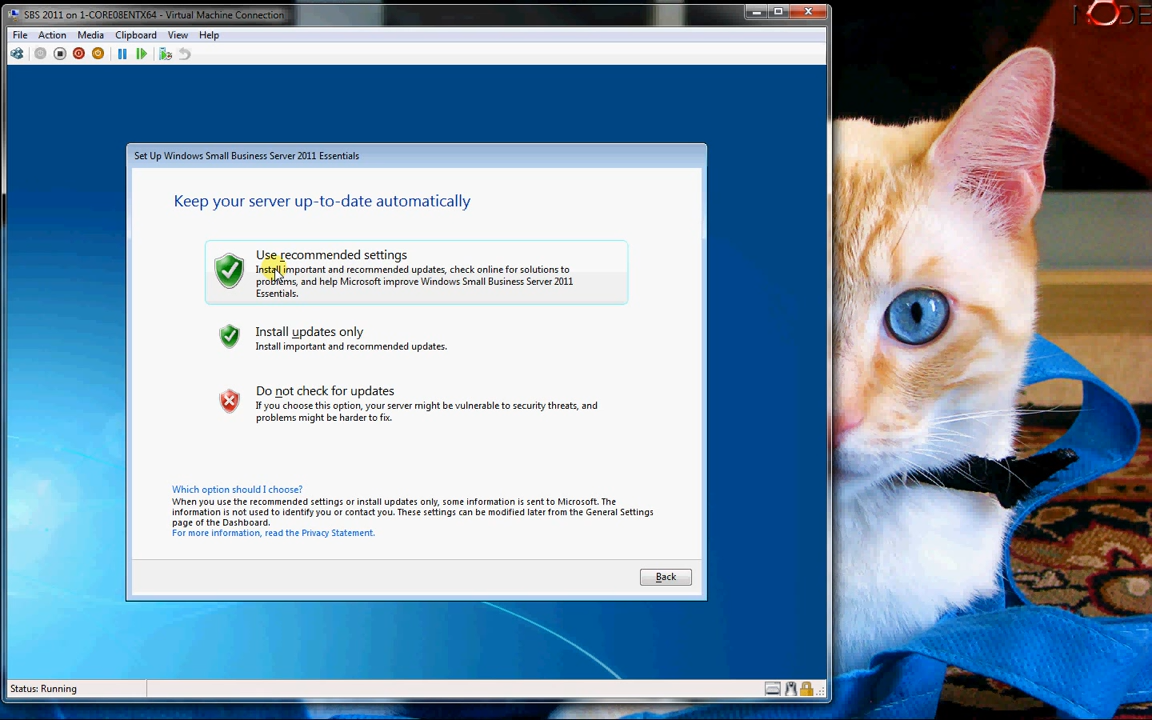 SBS 2011 on 1-CORE08ENTX64 - Virtual Machine Connection
File Action Media Clipboard View Help
Set Up Windows Small Business Server 2011 Essentials
Keep your server up-to-date automatically
Use recommended settings
Install important and recommended updates, check online for solutions to
problems, and help Microsoft improve Windows Small Business Server 2011
Essentials.
Install updates only
Install important and recommended updates.
Do not check for updates
If you choose this option, your server might be vulnerable to security threats, and
problems might be harder to fix.
Which option should I choose?
When you use the recommended settings or install updates only, some information is sent to Microsoft. The
information is not used to identify you or contact you. These settings can be modified later from the General Settings
page of the Dashboard.
For more information, read the Privacy Statement.
Back
Status: Running
NODE